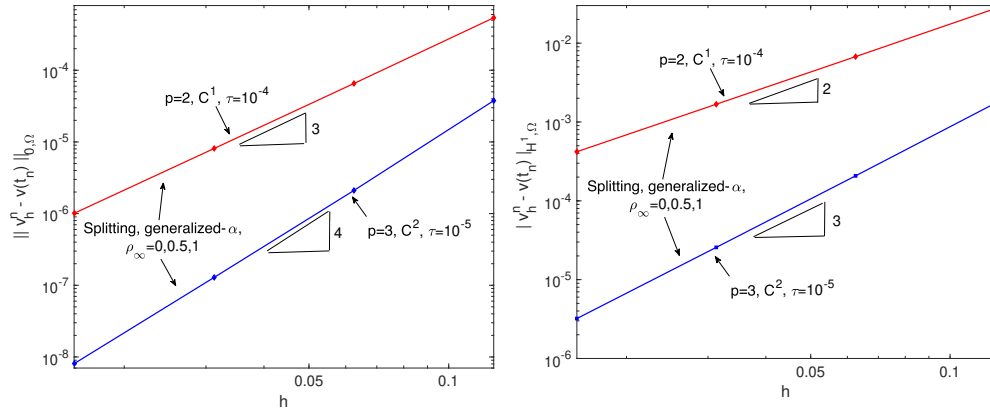 || v_h^n - v(t_n) ||_{0,Ω}
10^{-4}
10^{-5}
10^{-6}
10^{-7}
10^{-8}
p=2, C^1, τ=10^{-4}
3
Splitting, generalized-α,
ρ_∞=0,0.5,1
4
p=3, C^2, τ=10^{-5}
0.05
0.1
h
| v_h^n - v(t_n) |_{H^1,Ω}
10^{-2}
10^{-3}
10^{-4}
10^{-5}
10^{-6}
p=2, C^1, τ=10^{-4}
2
Splitting, generalized-α,
ρ_∞=0,0.5,1
3
p=3, C^2, τ=10^{-5}
0.05
0.1
h